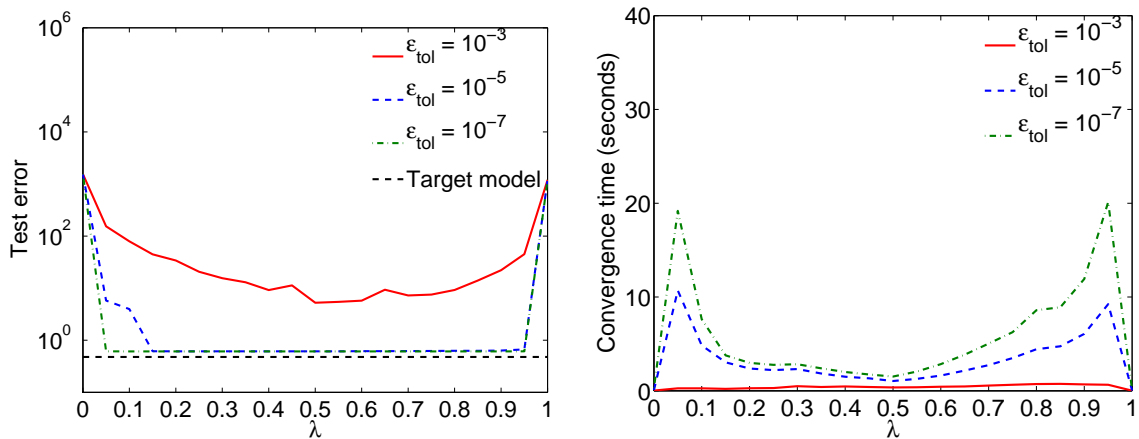 10^6
10^4
10^2
10^0
Test error
0 0.1 0.2 0.3 0.4 0.5 0.6 0.7 0.8 0.9 1
λ
ε_tol = 10^−3
ε_tol = 10^−5
ε_tol = 10^−7
Target model
40
30
20
10
0
Convergence time (seconds)
0 0.1 0.2 0.3 0.4 0.5 0.6 0.7 0.8 0.9 1
λ
ε_tol = 10^−3
ε_tol = 10^−5
ε_tol = 10^−7